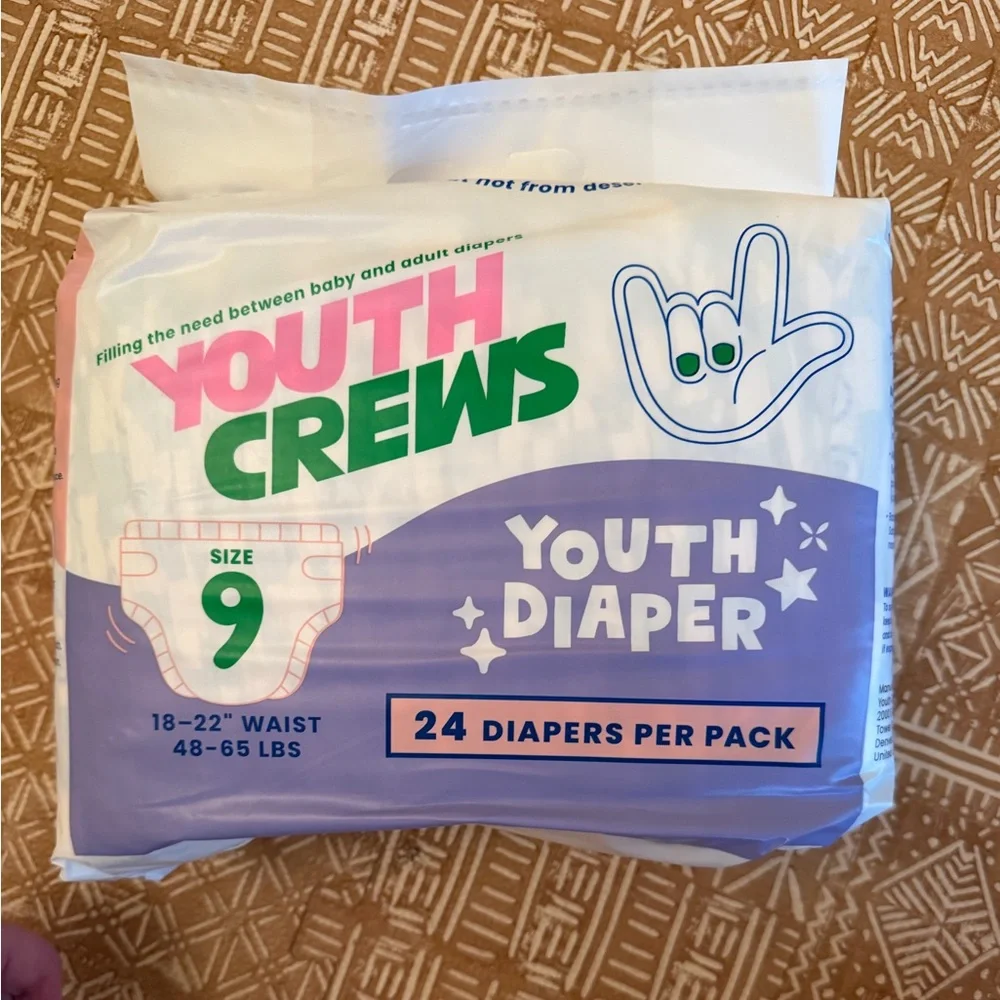 not from
Filling the need between baby and adult diapers
YOUTH
CREWS
SIZE
9
18–22" WAIST
48–65 LBS
YOUTH
DIAPER
24 DIAPERS PER PACK